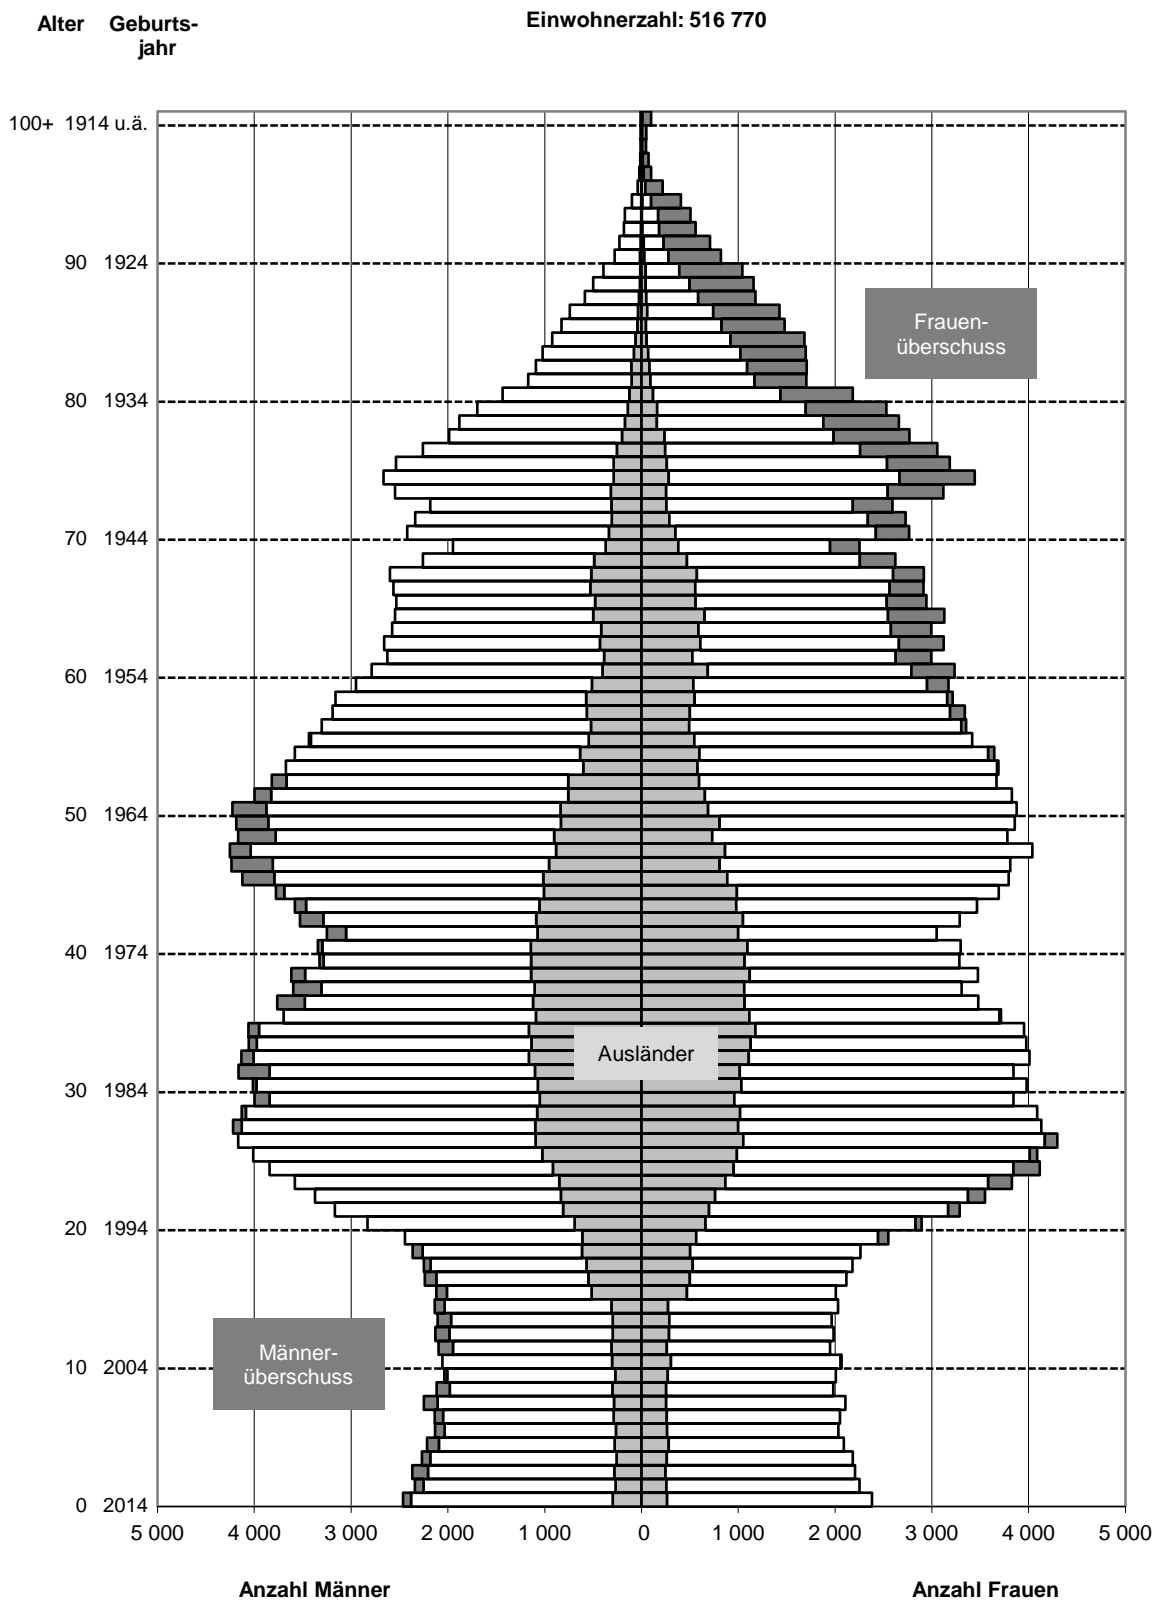 Einwohnerzahl: 516 770
Alter Geburts-
jahr
100+ 1914 u.ä.
90 1924
Frauen-
überschuss
80 1934
70 1944
60 1954
50 1964
40 1974
Ausländer
30 1984
20 1994
Männer-
überschuss
10 2004
0 2014
5 000 4 000 3 000 2 000 1 000 0 1 000 2 000 3 000 4 000 5 000
Anzahl Männer Anzahl Frauen